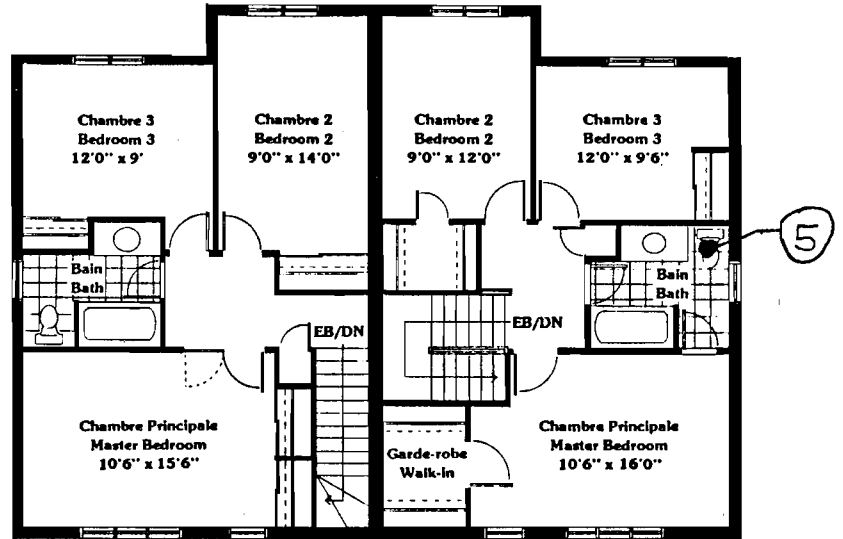 Chambre 3
Bedroom 3
12'0" x 9'
Chambre 2
Bedroom 2
9'0" x 14'0"
Chambre 2
Bedroom 2
9'0" x 12'0"
Chambre 3
Bedroom 3
12'0" x 9'6"
5
Bain
Bath
Bain
Bath
EB/DN
EB/DN
Chambre Principale
Master Bedroom
10'6" x 15'6"
Garde-robe
Walk-in
Chambre Principale
Master Bedroom
10'6" x 16'0"